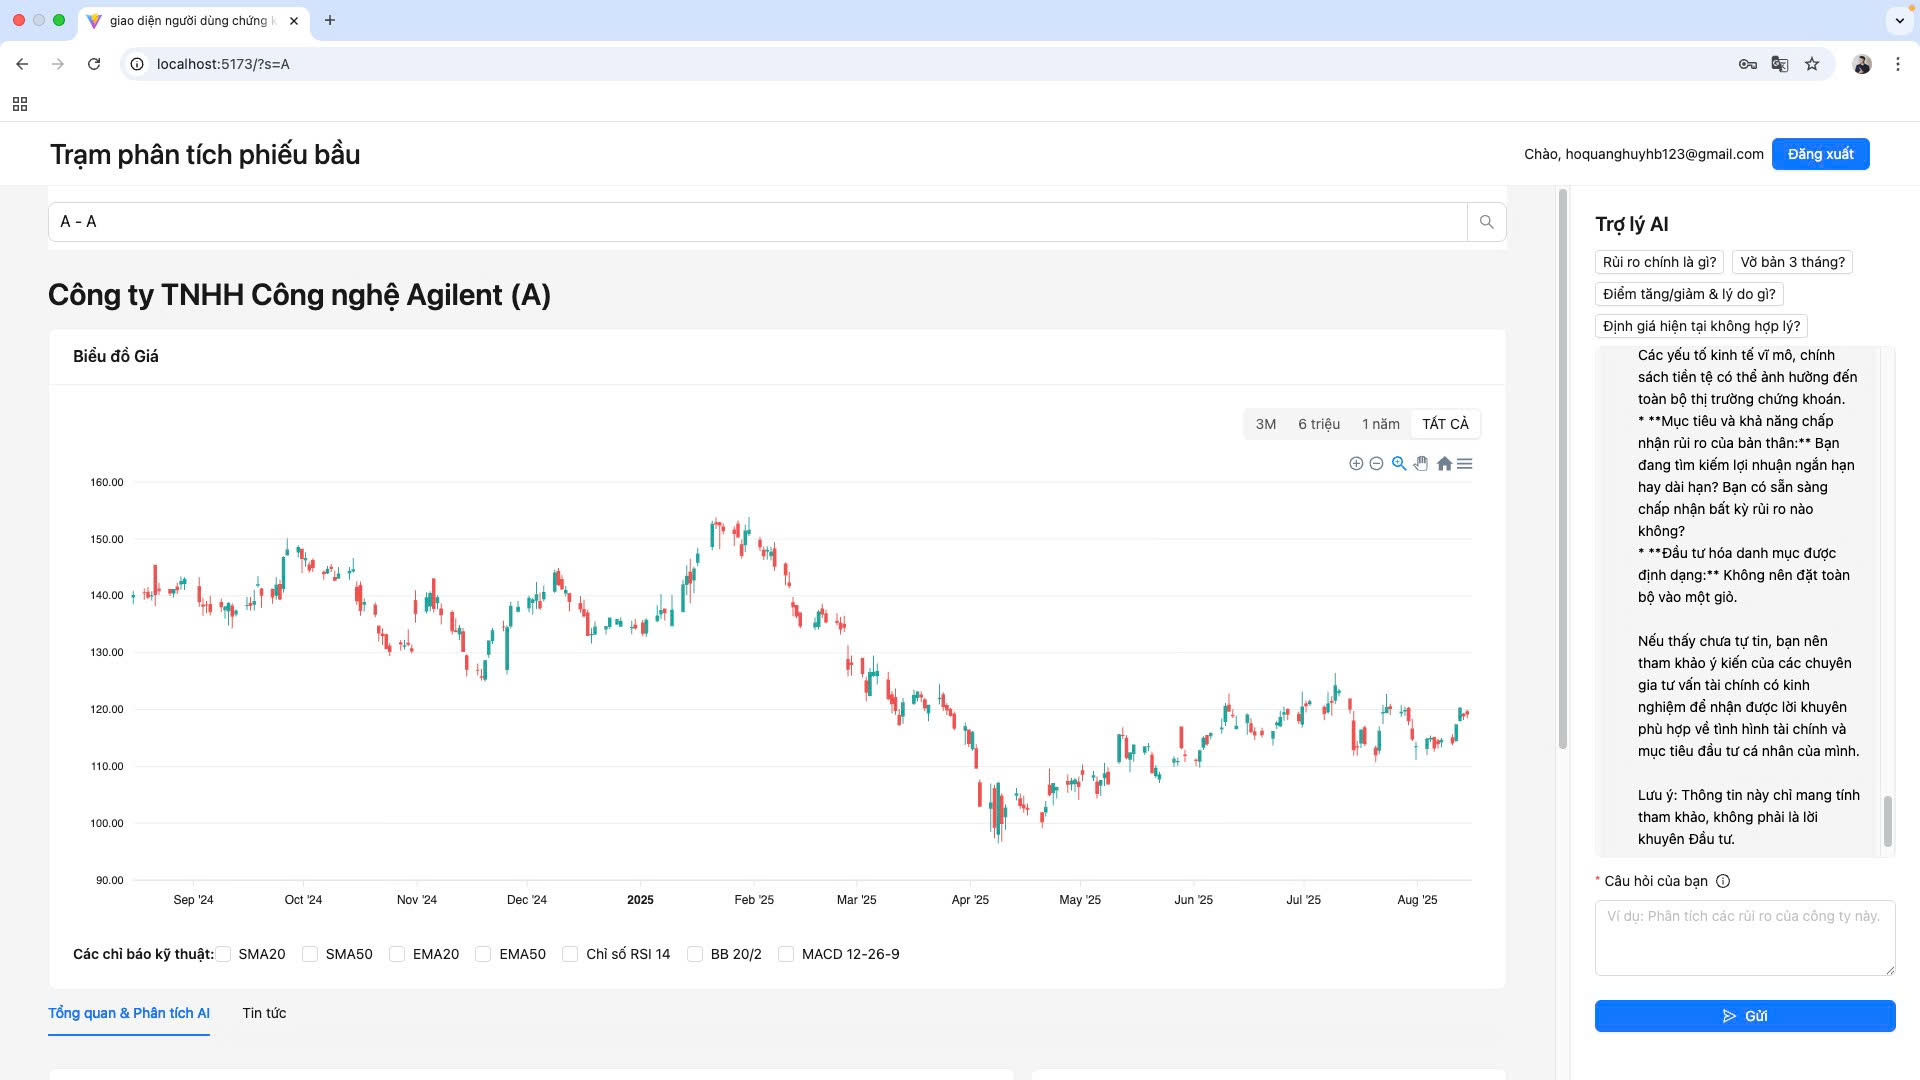 giao diện người dùng chứng k
localhost:5173/?s=A
Trạm phân tích phiếu bầu
Chào, hoquanghuyhb123@gmail.com
Đăng xuất
A - A
Công ty TNHH Công nghệ Agilent (A)
Biểu đồ Giá
3M
6 triệu
1 năm
TẤT CẢ
160.00
150.00
140.00
130.00
120.00
110.00
100.00
90.00
Sep '24
Oct '24
Nov '24
Dec '24
2025
Feb '25
Mar '25
Apr '25
May '25
Jun '25
Jul '25
Aug '25
Các chỉ báo kỹ thuật:
SMA20
SMA50
EMA20
EMA50
Chỉ số RSI 14
BB 20/2
MACD 12-26-9
Tổng quan & Phân tích AI
Tin tức
Trợ lý AI
Rủi ro chính là gì?
Vờ bản 3 tháng?
Điểm tăng/giảm & lý do gì?
Định giá hiện tại không hợp lý?
Các yếu tố kinh tế vĩ mô, chính
sách tiền tệ có thể ảnh hưởng đến
toàn bộ thị trường chứng khoán.
* **Mục tiêu và khả năng chấp
nhận rủi ro của bản thân:** Bạn
đang tìm kiếm lợi nhuận ngắn hạn
hay dài hạn? Bạn có sẵn sàng
chấp nhận bất kỳ rủi ro nào
không?
* **Đầu tư hóa danh mục được
định dạng:** Không nên đặt toàn
bộ vào một giỏ.
Nếu thấy chưa tự tin, bạn nên
tham khảo ý kiến của các chuyên
gia tư vấn tài chính có kinh
nghiệm để nhận được lời khuyên
phù hợp về tình hình tài chính và
mục tiêu đầu tư cá nhân của mình.
Lưu ý: Thông tin này chỉ mang tính
tham khảo, không phải là lời
khuyên Đầu tư.
* Câu hỏi của bạn
Ví dụ: Phân tích các rủi ro của công ty này.
Gửi